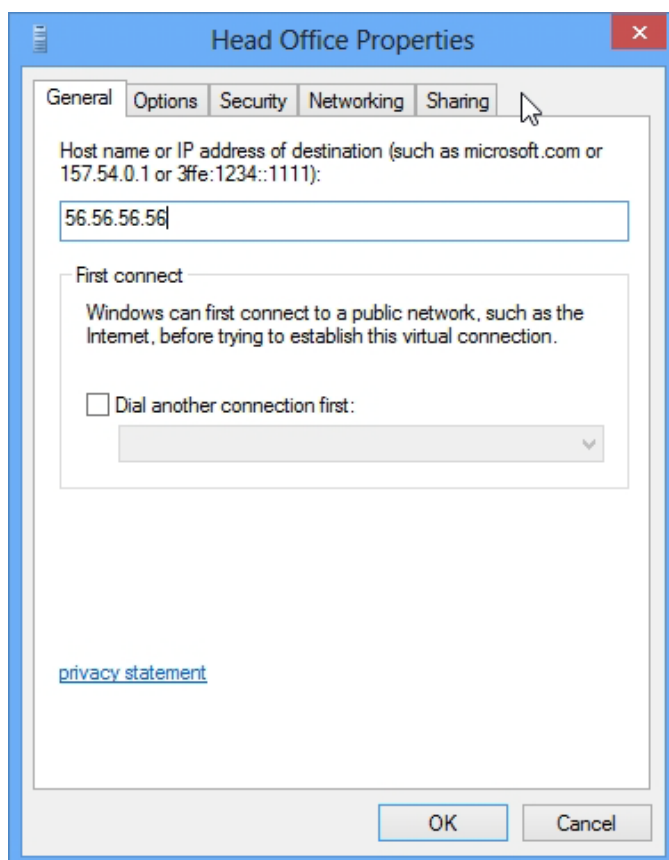 Head Office Properties
General Options Security Networking Sharing
Host name or IP address of destination (such as microsoft.com or
157.54.0.1 or 3ffe:1234::1111):
56.56.56.56
First connect
Windows can first connect to a public network, such as the
Internet, before trying to establish this virtual connection.
Dial another connection first:
privacy statement
OK Cancel